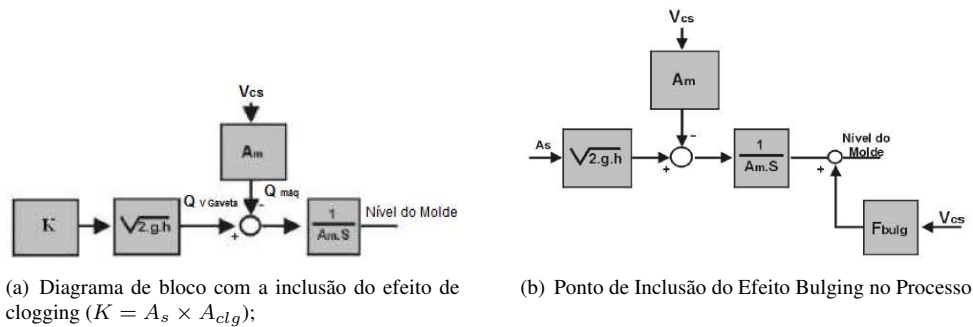 Vcs
Am
Q V Gaveta
Q máq
Nível do Molde
K
√2.g.h
+
-
1
Am.S
(a) Diagrama de bloco com a inclusão do efeito de
clogging (K = As × Aclg);
Vcs
Am
-
As
√2.g.h
+
1
Am.S
+
Nível do
Molde
Fbulg
Vcs
(b) Ponto de Inclusão do Efeito Bulging no Processo